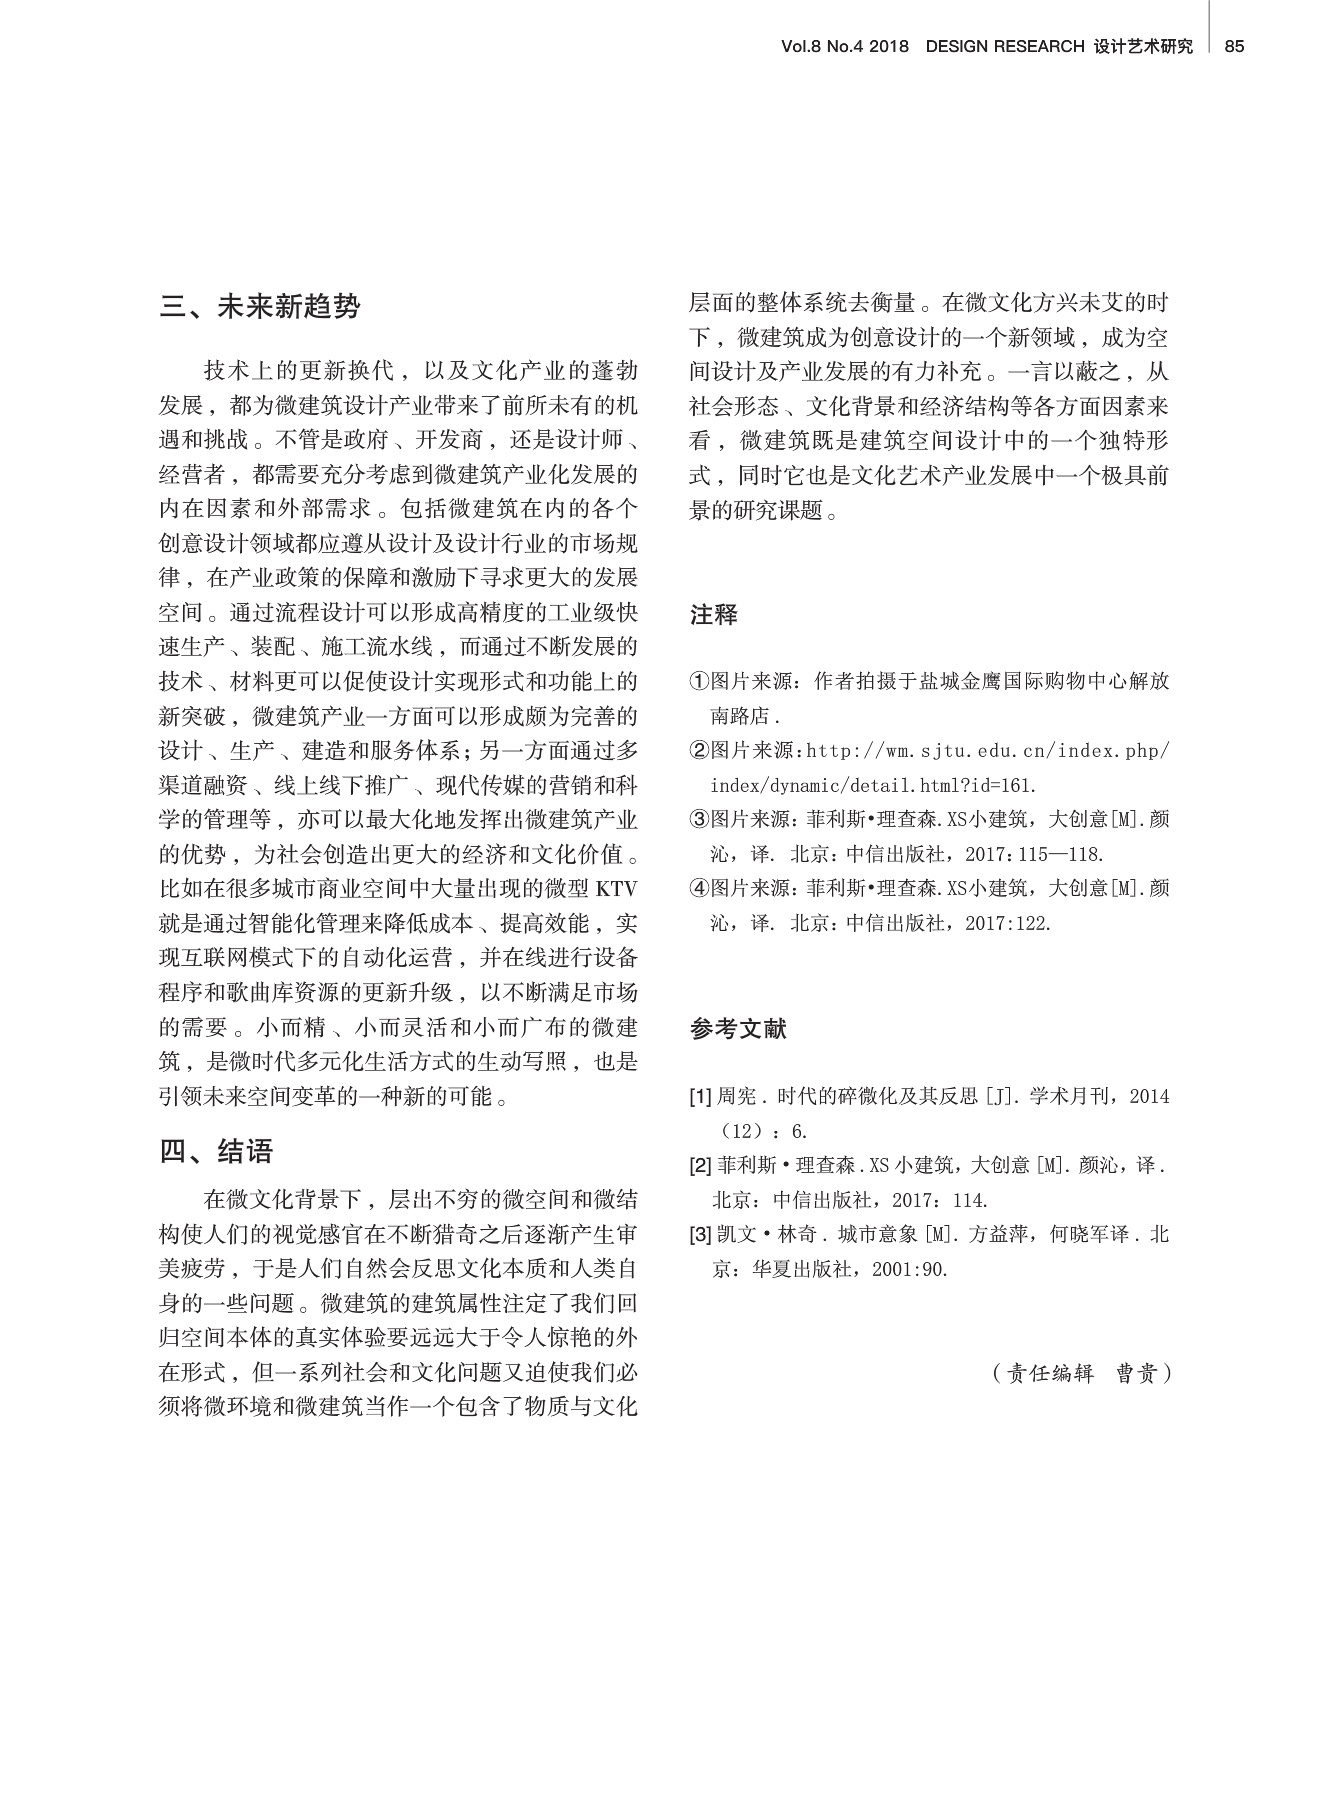 Vol.8 No.4 2018 DESIGN RESEARCH 设计艺术研究 85
三、未来新趋势
技术上的更新换代，以及文化产业的蓬勃
发展，都为微建筑设计产业带来了前所未有的机
遇和挑战。不管是政府、开发商，还是设计师、
经营者，都需要充分考虑到微建筑产业化发展的
内在因素和外部需求。包括微建筑在内的各个
创意设计领域都应遵从设计及设计行业的市场规
律，在产业政策的保障和激励下寻求更大的发展
空间。通过流程设计可以形成高精度的工业级快
速生产、装配、施工流水线，而通过不断发展的
技术、材料更可以促使设计实现形式和功能上的
新突破，微建筑产业一方面可以形成颇为完善的
设计、生产、建造和服务体系；另一方面通过多
渠道融资、线上线下推广、现代传媒的营销和科
学的管理等，亦可以最大化地发挥出微建筑产业
的优势，为社会创造出更大的经济和文化价值。
比如在很多城市商业空间中大量出现的微型 KTV
就是通过智能化管理来降低成本、提高效能，实
现互联网模式下的自动化运营，并在线进行设备
程序和歌曲库资源的更新升级，以不断满足市场
的需要。小而精、小而灵活和小而广布的微建
筑，是微时代多元化生活方式的生动写照，也是
引领未来空间变革的一种新的可能。
四、结语
在微文化背景下，层出不穷的微空间和微结
构使人们的视觉感官在不断猎奇之后逐渐产生审
美疲劳，于是人们自然会反思文化本质和人类自
身的一些问题。微建筑的建筑属性注定了我们回
归空间本体的真实体验要远远大于令人惊艳的外
在形式，但一系列社会和文化问题又迫使我们必
须将微环境和微建筑当作一个包含了物质与文化
层面的整体系统去衡量。在微文化方兴未艾的时
下，微建筑成为创意设计的一个新领域，成为空
间设计及产业发展的有力补充。一言以蔽之，从
社会形态、文化背景和经济结构等各方面因素来
看，微建筑既是建筑空间设计中的一个独特形
式，同时它也是文化艺术产业发展中一个极具前
景的研究课题。
注释
①图片来源：作者拍摄于盐城金鹰国际购物中心解放
南路店.
②图片来源:http://wm.sjtu.edu.cn/index.php/
index/dynamic/detail.html?id=161.
③图片来源：菲利斯•理查森.XS小建筑，大创意[M].颜
沁，译. 北京：中信出版社，2017：115—118.
④图片来源：菲利斯•理查森.XS小建筑，大创意[M].颜
沁，译. 北京：中信出版社，2017:122.
参考文献
[1] 周宪. 时代的碎微化及其反思 [J]. 学术月刊，2014
（12）：6.
[2] 菲利斯•理查森.XS 小建筑，大创意 [M]. 颜沁，译.
北京：中信出版社，2017：114.
[3] 凯文•林奇. 城市意象 [M]. 方益萍，何晓军译. 北
京：华夏出版社，2001:90.
（责任编辑 曹贵）